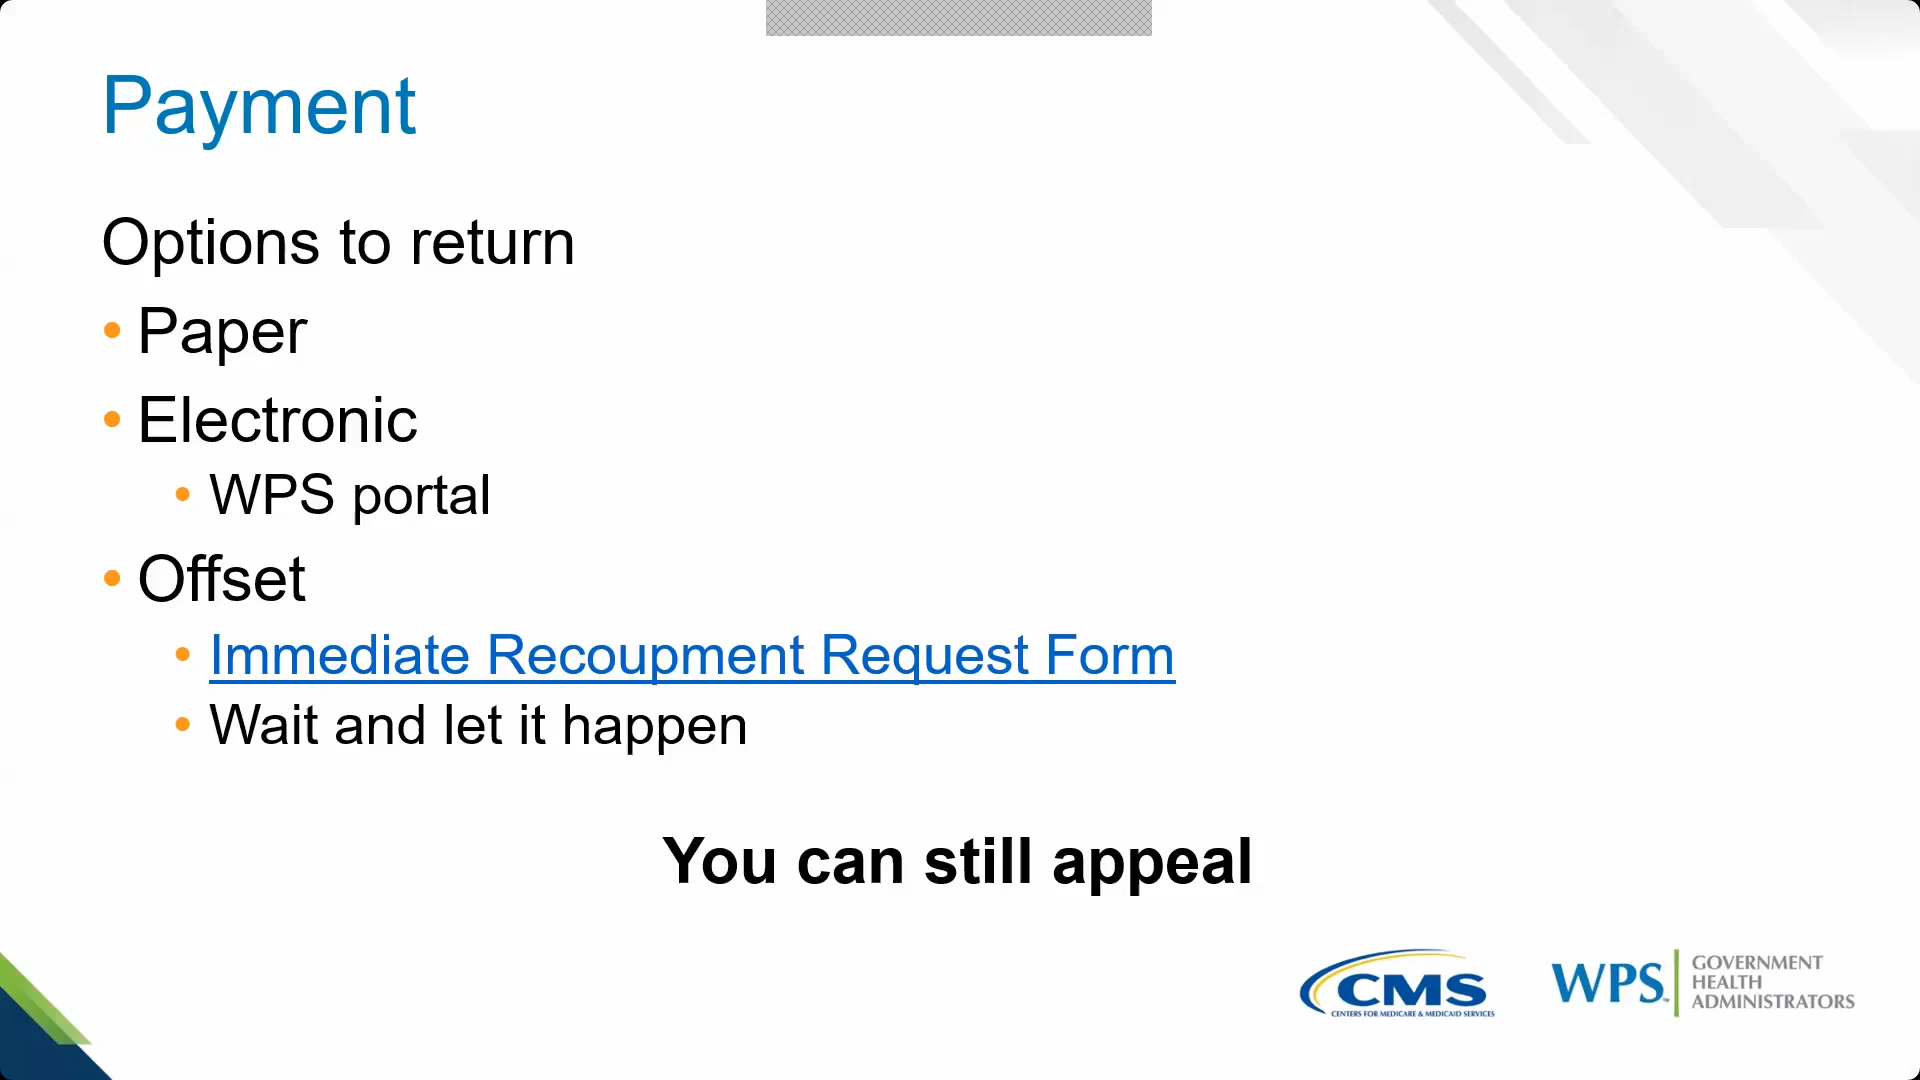 Payment
Options to return
• Paper
• Electronic
• WPS portal
• Offset
• Immediate Recoupment Request Form
• Wait and let it happen
You can still appeal
CMS
CENTERS FOR MEDICARE & MEDICAID SERVICES
WPS™
GOVERNMENT
HEALTH
ADMINISTRATORS